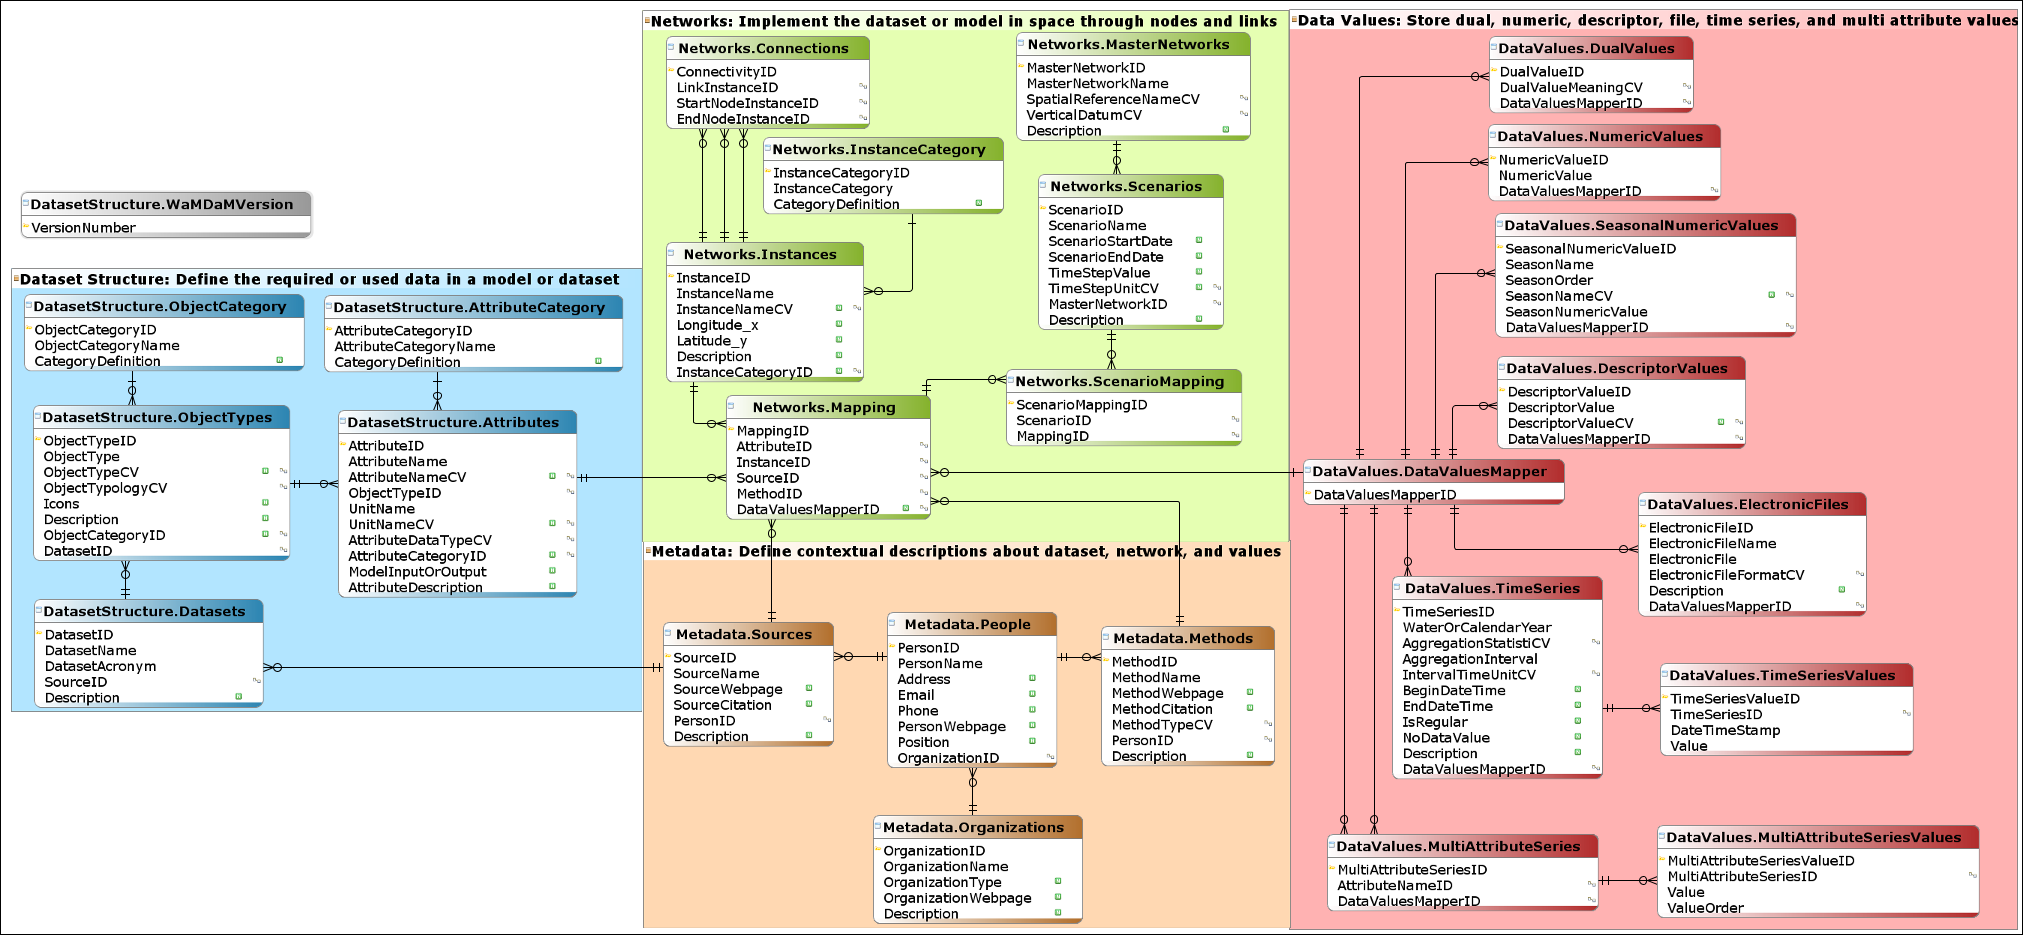 DatasetStructure.WaMDaMVersion
VersionNumber
Dataset Structure: Define the required or used data in a model or dataset
DatasetStructure.ObjectCategory
ObjectCategoryID
ObjectCategoryName
CategoryDefinition
DatasetStructure.AttributeCategory
AttributeCategoryID
AttributeCategoryName
CategoryDefinition
DatasetStructure.ObjectTypes
ObjectTypeID
ObjectType
ObjectTypeCV
ObjectTypologyCV
Icons
Description
ObjectCategoryID
DatasetID
DatasetStructure.Attributes
AttributeID
AttributeName
AttributeNameCV
ObjectTypeID
UnitName
UnitNameCV
AttributeDataTypeCV
AttributeCategoryID
ModelInputOrOutput
AttributeDescription
DatasetStructure.Datasets
DatasetID
DatasetName
DatasetAcronym
SourceID
Description
Networks: Implement the dataset or model in space through nodes and links
Networks.Connections
ConnectivityID
LinkInstanceID
StartNodeInstanceID
EndNodeInstanceID
Networks.MasterNetworks
MasterNetworkID
MasterNetworkName
SpatialReferenceNameCV
VerticalDatumCV
Description
Networks.InstanceCategory
InstanceCategoryID
InstanceCategory
CategoryDefinition
Networks.Scenarios
ScenarioID
ScenarioName
ScenarioStartDate
ScenarioEndDate
TimeStepValue
TimeStepUnitCV
MasterNetworkID
Description
Networks.Instances
InstanceID
InstanceName
InstanceNameCV
Longitude_x
Latitude_y
Description
InstanceCategoryID
Networks.ScenarioMapping
ScenarioMappingID
ScenarioID
MappingID
Networks.Mapping
MappingID
AttributeID
InstanceID
SourceID
MethodID
DataValuesMapperID
Metadata: Define contextual descriptions about dataset, network, and values
Metadata.Sources
SourceID
SourceName
SourceWebpage
SourceCitation
PersonID
Description
Metadata.People
PersonID
PersonName
Address
Email
Phone
PersonWebpage
Position
OrganizationID
Metadata.Methods
MethodID
MethodName
MethodWebpage
MethodCitation
MethodTypeCV
PersonID
Description
Metadata.Organizations
OrganizationID
OrganizationName
OrganizationType
OrganizationWebpage
Description
Data Values: Store dual, numeric, descriptor, file, time series, and multi attribute values
DataValues.DualValues
DualValueID
DualValueMeaningCV
DataValuesMapperID
DataValues.NumericValues
NumericValueID
NumericValue
DataValuesMapperID
DataValues.SeasonalNumericValues
SeasonalNumericValueID
SeasonName
SeasonOrder
SeasonNameCV
SeasonNumericValue
DataValuesMapperID
DataValues.DescriptorValues
DescriptorValueID
DescriptorValue
DescriptorValueCV
DataValuesMapperID
DataValues.DataValuesMapper
DataValuesMapperID
DataValues.ElectronicFiles
ElectronicFileID
ElectronicFileName
ElectronicFile
ElectronicFileFormatCV
Description
DataValuesMapperID
DataValues.TimeSeries
TimeSeriesID
WaterOrCalendarYear
AggregationStatistiCV
AggregationInterval
IntervalTimeUnitCV
BeginDateTime
EndDateTime
IsRegular
NoDataValue
Description
DataValuesMapperID
DataValues.TimeSeriesValues
TimeSeriesValueID
TimeSeriesID
DateTimeStamp
Value
DataValues.MultiAttributeSeries
MultiAttributeSeriesID
AttributeNameID
DataValuesMapperID
DataValues.MultiAttributeSeriesValues
MultiAttributeSeriesValueID
MultiAttributeSeriesID
Value
ValueOrder